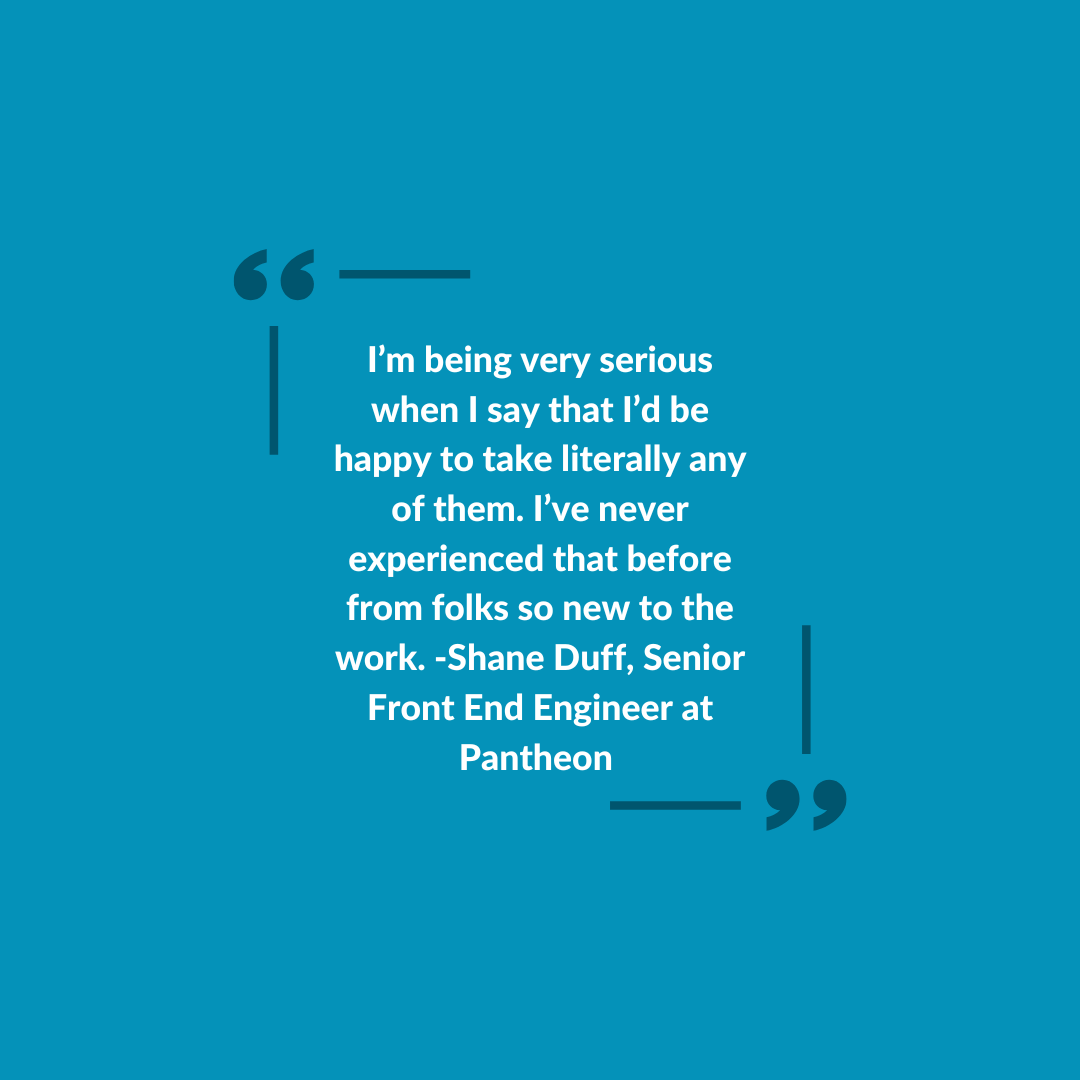 I’m being very serious
when I say that I’d be
happy to take literally any
of them. I’ve never
experienced that before
from folks so new to the
work. -Shane Duff, Senior
Front End Engineer at
Pantheon